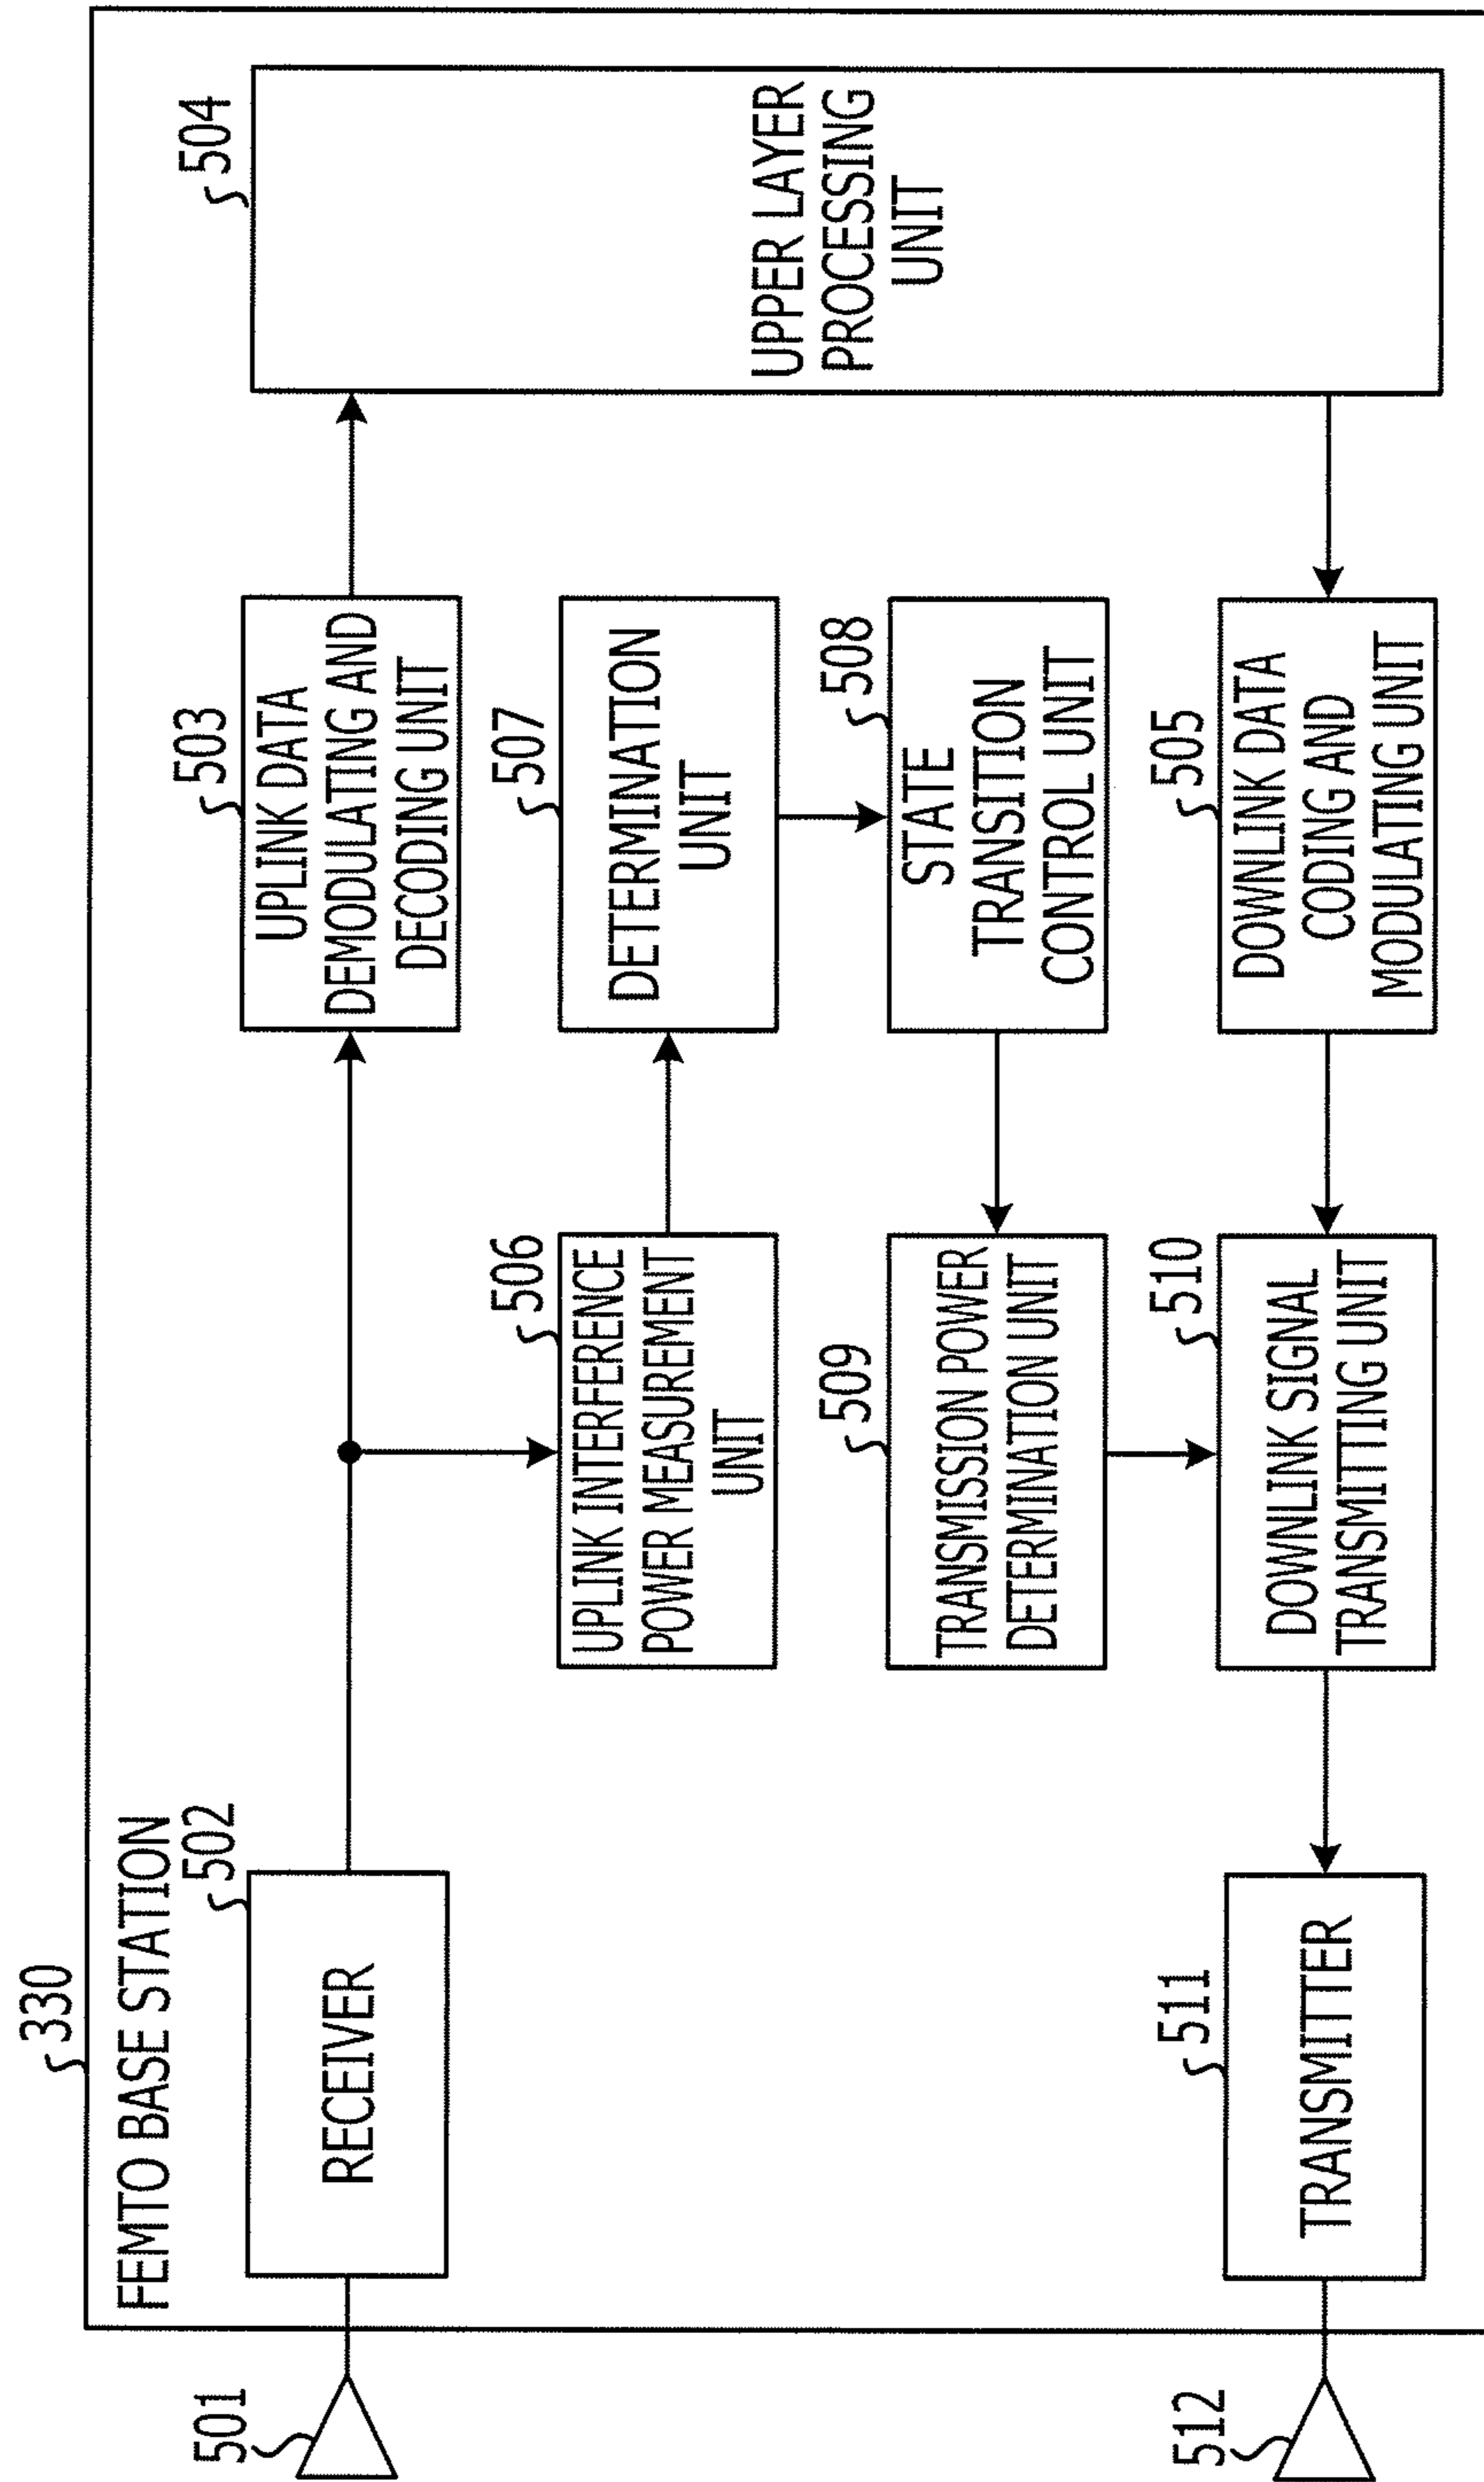 330
FEMTO BASE STATION
501
502
RECEIVER
503
UPLINK DATA
DEMODULATING AND
DECODING UNIT
504
UPPER LAYER
PROCESSING
UNIT
506
UPLINK INTERFERENCE
POWER MEASUREMENT
UNIT
507
DETERMINATION
UNIT
509
TRANSMISSION POWER
DETERMINATION UNIT
508
STATE
TRANSITION
CONTROL UNIT
512
511
TRANSMITTER
510
DOWNLINK SIGNAL
TRANSMITTING UNIT
505
DOWNLINK DATA
CODING AND
MODULATING UNIT